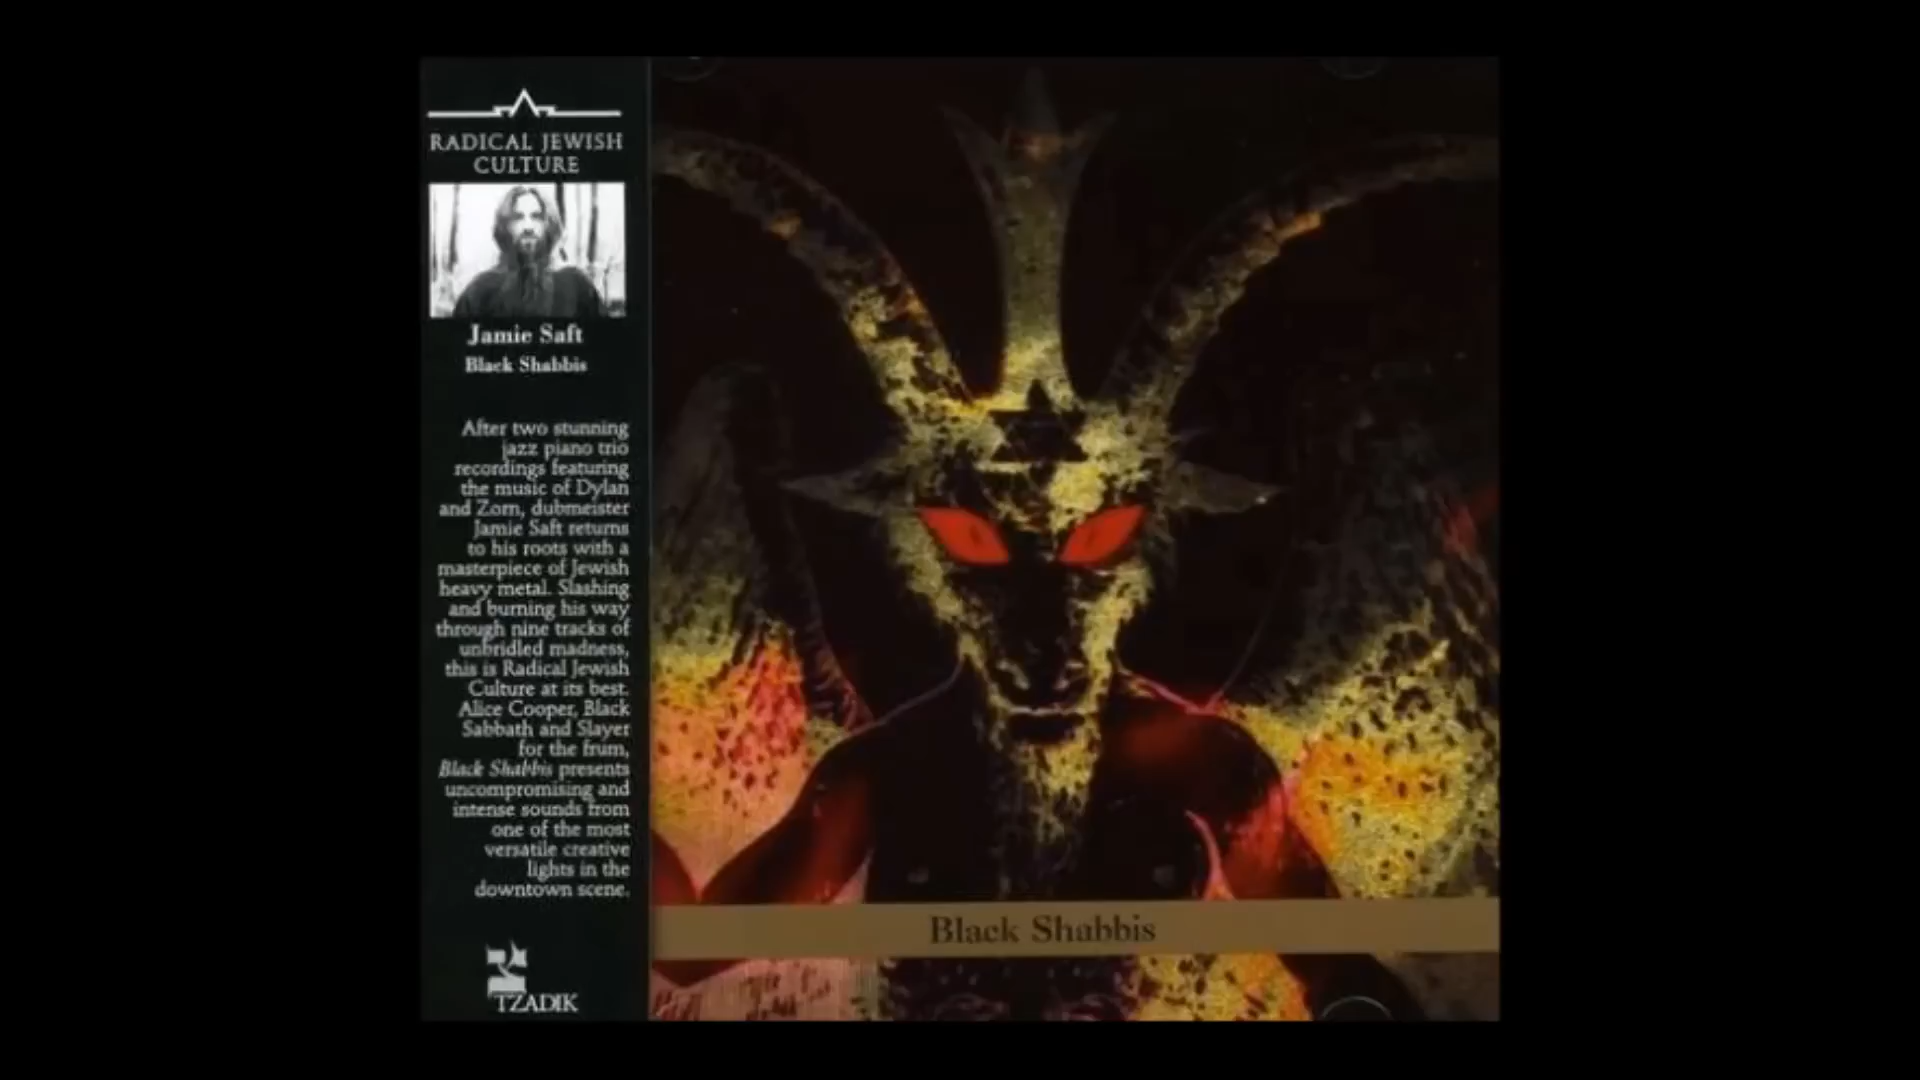 RADICAL JEWISH
CULTURE
Jamie Saft
Black Shabbis
After two stunning
jazz piano trio
recordings featuring
the music of Dylan
and Zorn, dubmeister
Jamie Saft returns
to his roots with a
masterpiece of Jewish
heavy metal. Slashing
and burning his way
through nine tracks of
unbridled madness,
this is Radical Jewish
Culture at its best.
Alice Cooper, Black
Sabbath and Slayer
for the frum,
Black Shabbis presents
uncompromising and
intense sounds from
one of the most
versatile creative
lights in the
downtown scene.
צ
TZADIK
Black Shabbis